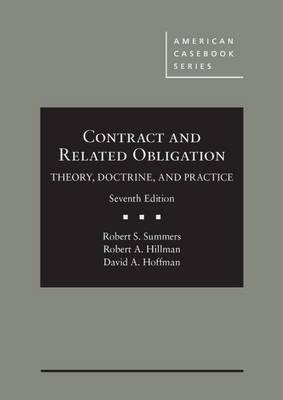 AMERICAN
CASEBOOK
SERIES
CONTRACT AND
RELATED OBLIGATION
THEORY, DOCTRINE, AND PRACTICE
Seventh Edition
Robert S. Summers
Robert A. Hillman
David A. Hoffman